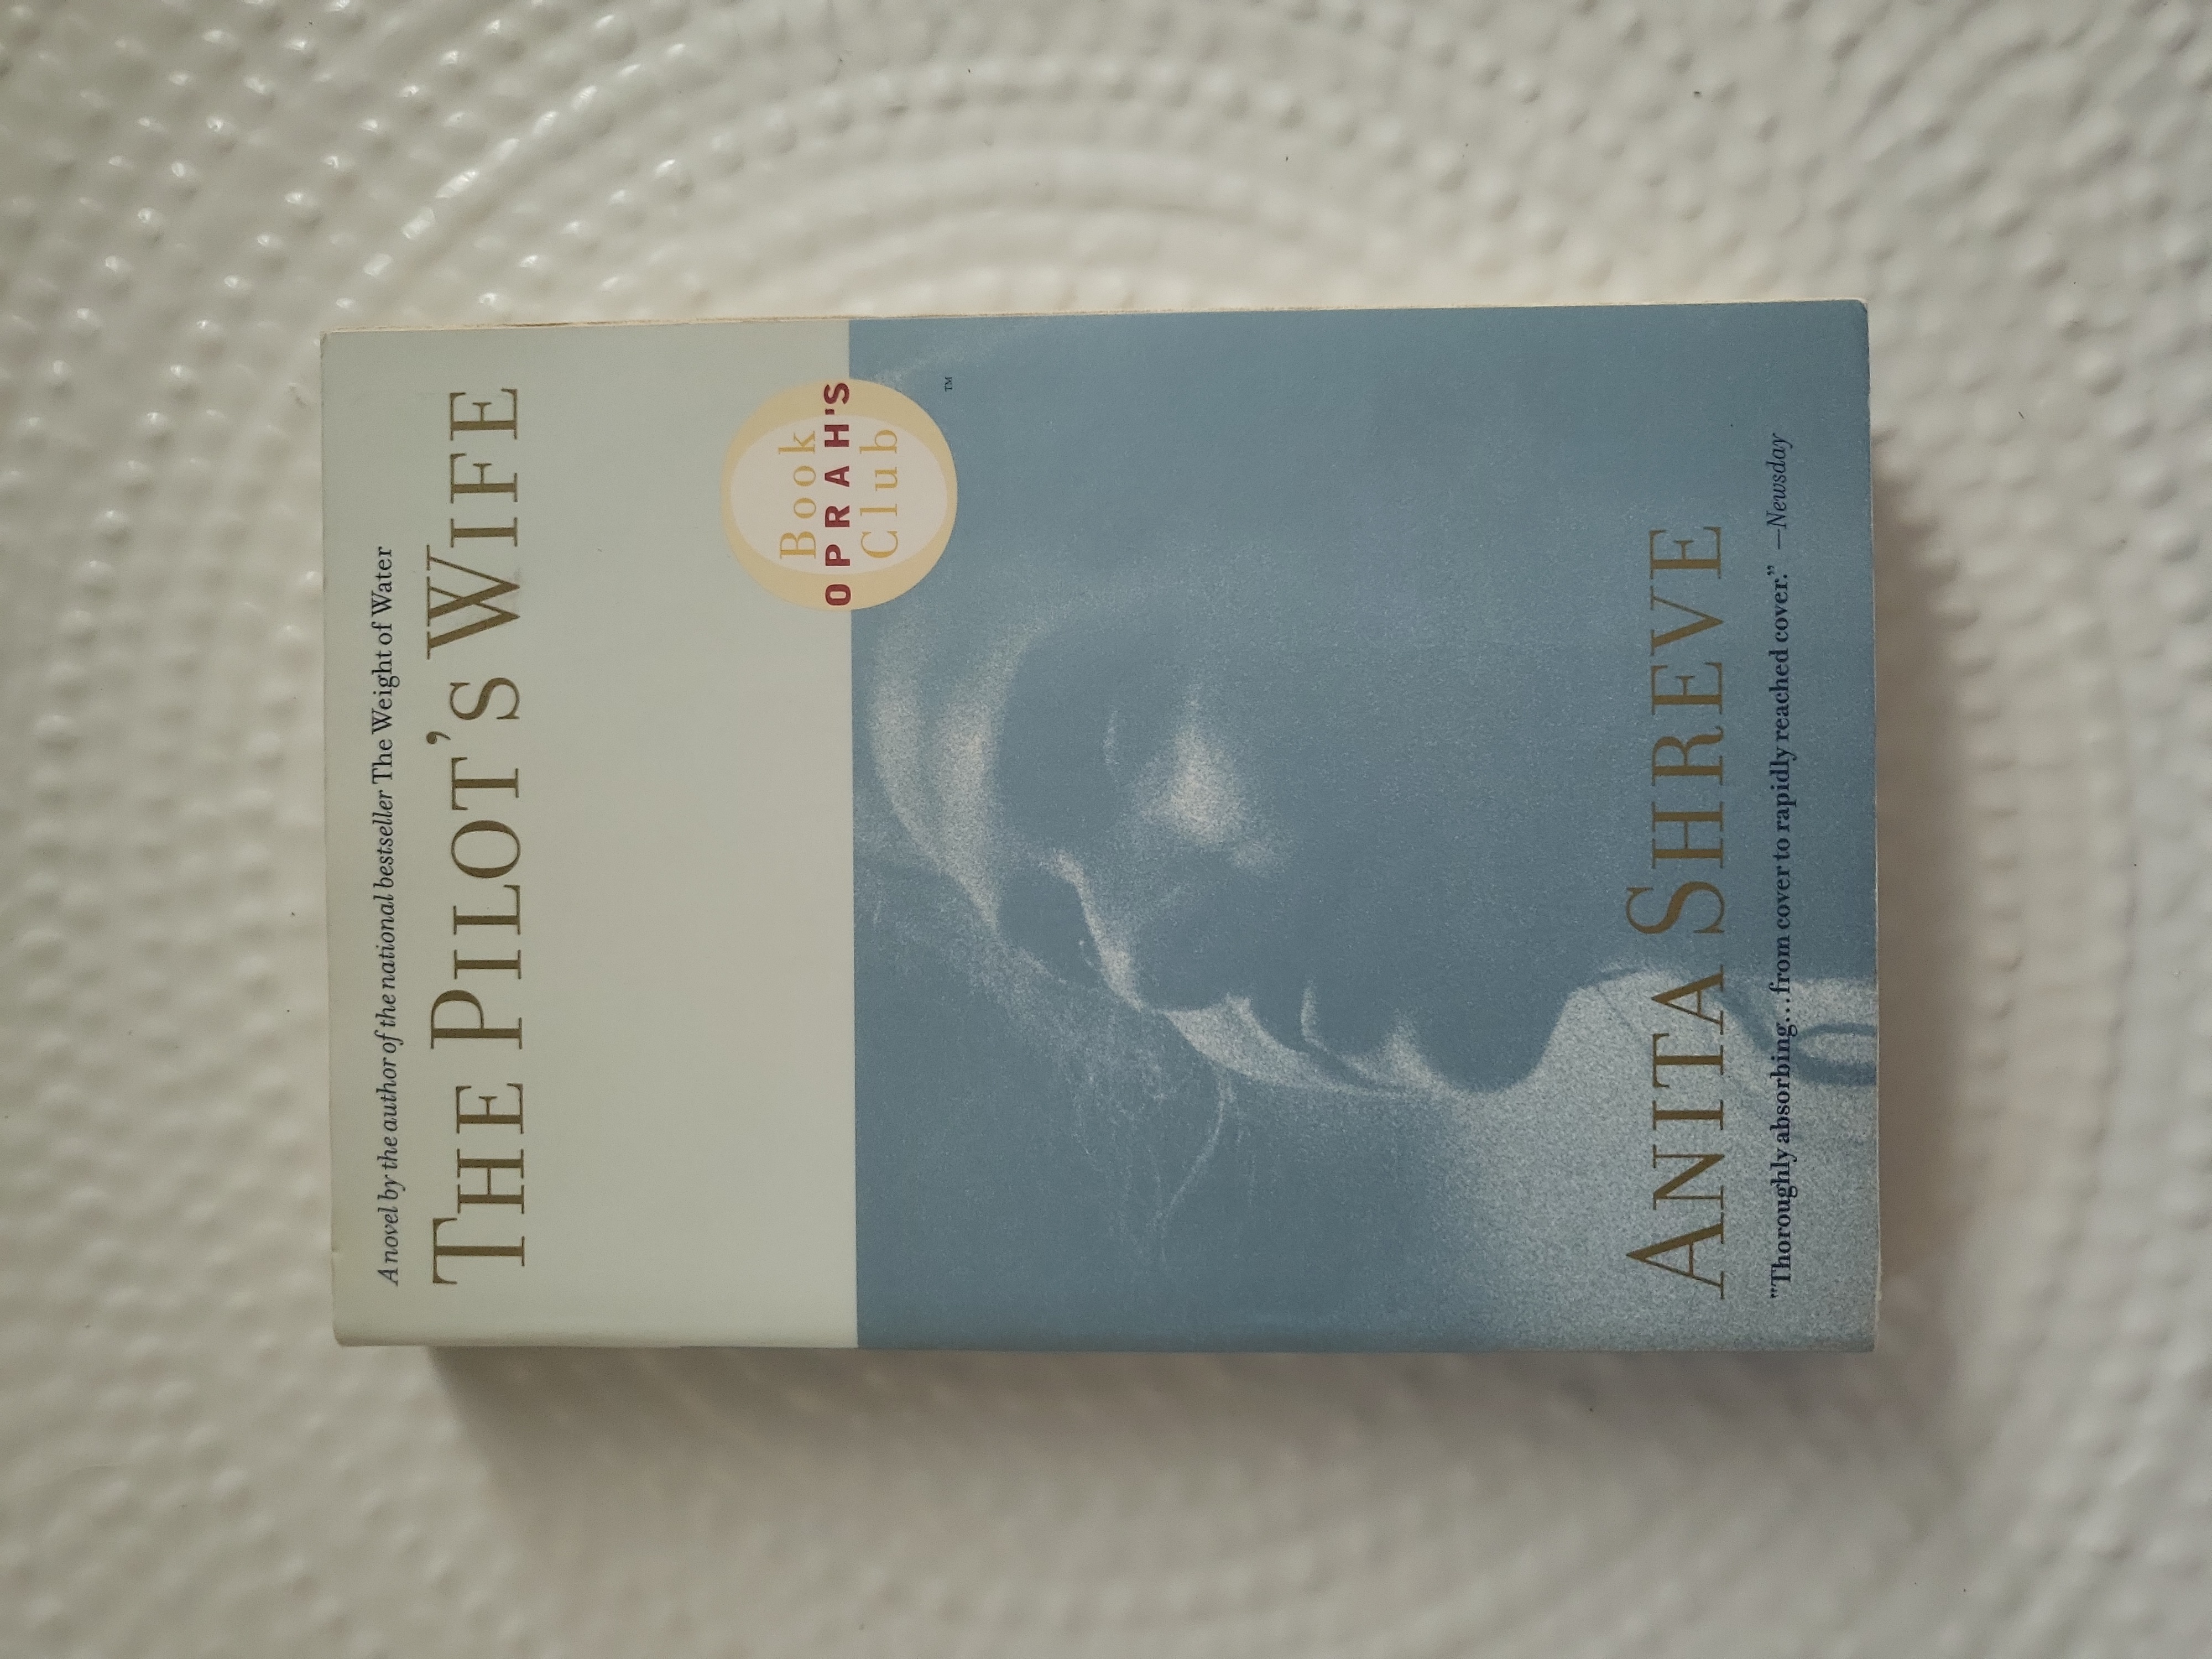 A novel by the author of the national bestseller The Weight of Water
THE PILOT'S WIFE
Book
OPRAH'S
Club
TM
ANITA SHREVE
"Thoroughly absorbing...from cover to rapidly reached cover." —Newsday